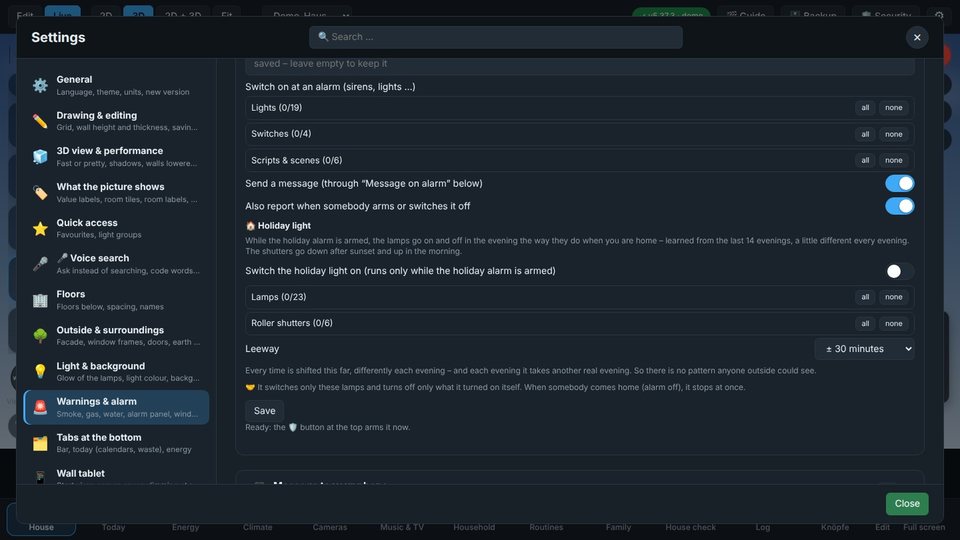 Settings
🔍 Search ...
General
Language, theme, units, new version
Drawing & editing
Grid, wall height and thickness, savin...
3D view & performance
Fast or pretty, shadows, walls lowere...
What the picture shows
Value labels, room tiles, room labels, ...
Quick access
Favourites, light groups
🎤 Voice search
Ask instead of searching, code words...
Floors
Floors below, spacing, names
Outside & surroundings
Facade, window frames, doors, earth ...
Light & background
Glow of the lamps, light colour, backg...
Warnings & alarm
Smoke, gas, water, alarm panel, wind...
Tabs at the bottom
Bar, today (calendars, waste), energy
Wall tablet
saved – leave empty to keep it
Switch on at an alarm (sirens, lights ...)
Lights (0/19) all none
Switches (0/4) all none
Scripts & scenes (0/6) all none
Send a message (through “Message on alarm” below)
Also report when somebody arms or switches it off
🏠 Holiday light
While the holiday alarm is armed, the lamps go on and off in the evening the way they do when you are home – learned from the last 14 evenings, a little different every evening.
The shutters go down after sunset and up in the morning.
Switch the holiday light on (runs only while the holiday alarm is armed)
Lamps (0/23) all none
Roller shutters (0/6) all none
Leeway ± 30 minutes
Every time is shifted this far, differently each evening – and each evening it takes another real evening. So there is no pattern anyone outside could see.
🤝 It switches only these lamps and turns off only what it turned on itself. When somebody comes home (alarm off), it stops at once.
Save
Ready: the 🛡️ button at the top arms it now.
Close
House Today Energy Climate Cameras Music & TV Household Routines Family House check Log Knöpfe Edit Full screen